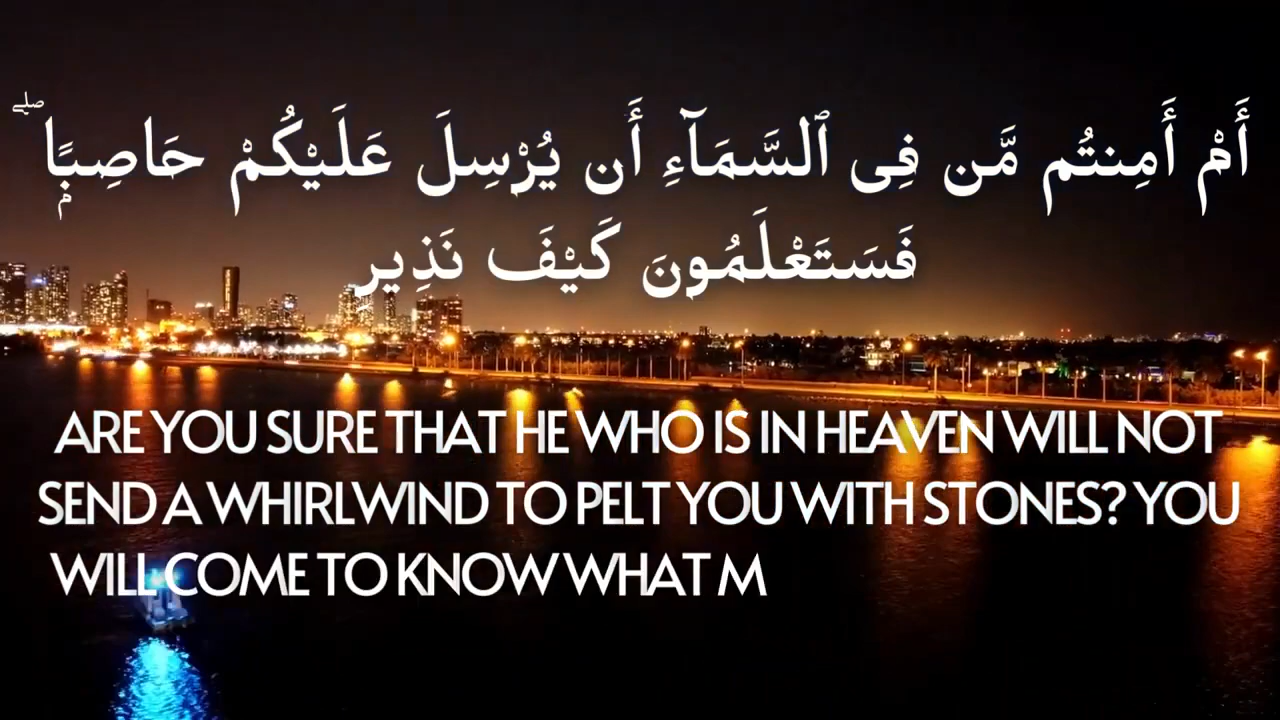 أَمْ أَمِنتُم مَّن فِى ٱلسَّمَآءِ أَن يُرْسِلَ عَلَيْكُمْ حَاصِبًۭا ۖ
فَسَتَعْلَمُونَ كَيْفَ نَذِيرِ
ARE YOU SURE THAT HE WHO IS IN HEAVEN WILL NOT
SEND A WHIRLWIND TO PELT YOU WITH STONES? YOU
WILL COME TO KNOW WHAT M